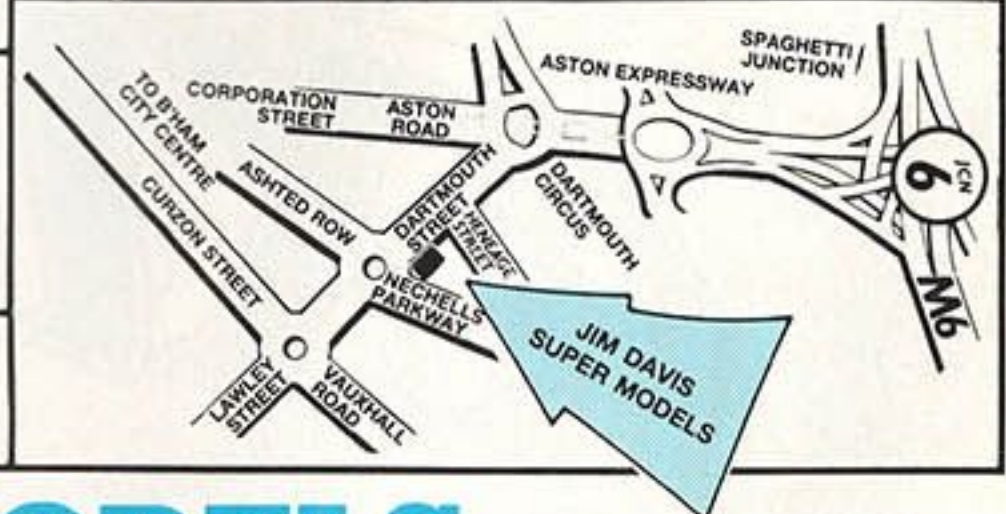 SPAGHETTI
JUNCTION
ASTON EXPRESSWAY
CORPORATION
STREET
ASTON
ROAD
TO B'HAM
CITY CENTRE
JCN
6
ASHTED ROW
DARTMOUTH
STREET
HENEAGE
STREET
DARTMOUTH
CIRCUS
CURZON STREET
NECHELLS
PARKWAY
M6
JIM DAVIS
SUPER MODELS
LAWLEY
STREET
VAUXHALL
ROAD